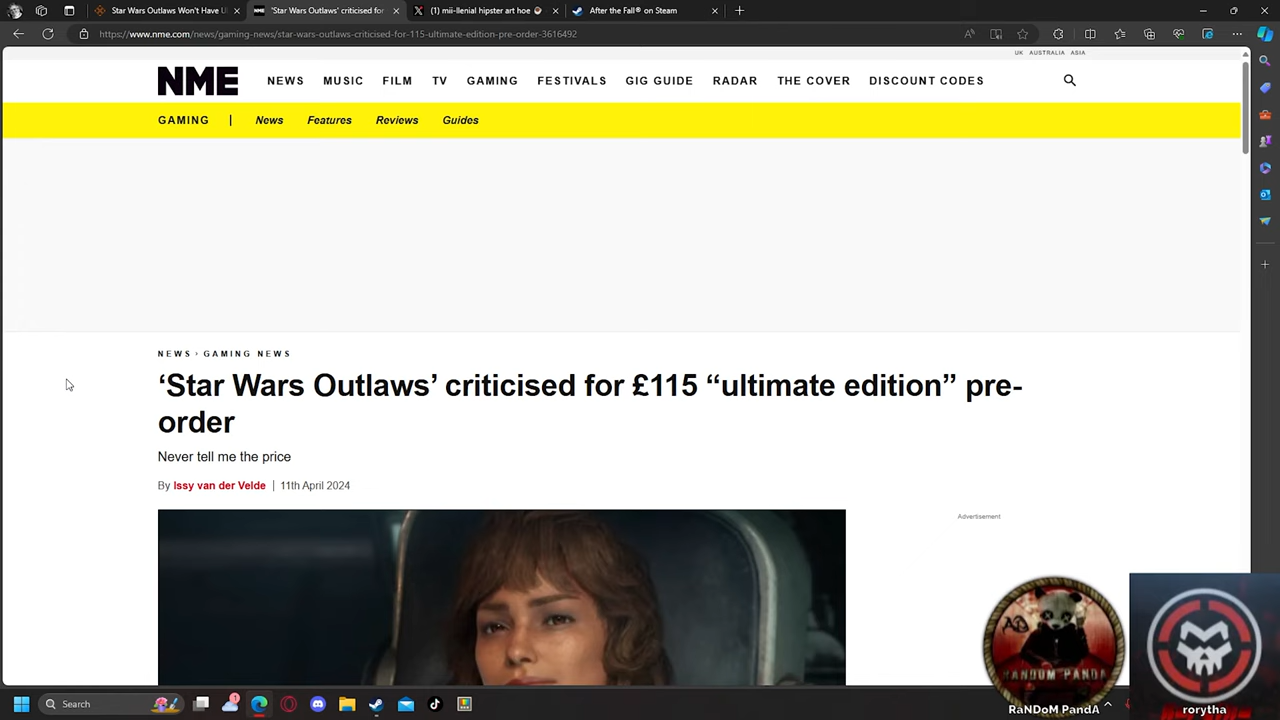 Star Wars Outlaws Won't Have Ul
'Star Wars Outlaws' criticised for
(1) mii-llenial hipster art hoe
After the Fall® on Steam
https://www.nme.com/news/gaming-news/star-wars-outlaws-criticised-for-115-ultimate-edition-pre-order-3616492
UK AUSTRALIA ASIA
NME NEWS MUSIC FILM TV GAMING FESTIVALS GIG GUIDE RADAR THE COVER DISCOUNT CODES
GAMING | News Features Reviews Guides
NEWS › GAMING NEWS
‘Star Wars Outlaws’ criticised for £115 “ultimate edition” pre-
order
Never tell me the price
By Issy van der Velde | 11th April 2024
Advertisement
RANDOM PANDA
RaNDoM PandA
rorytha
Search
1